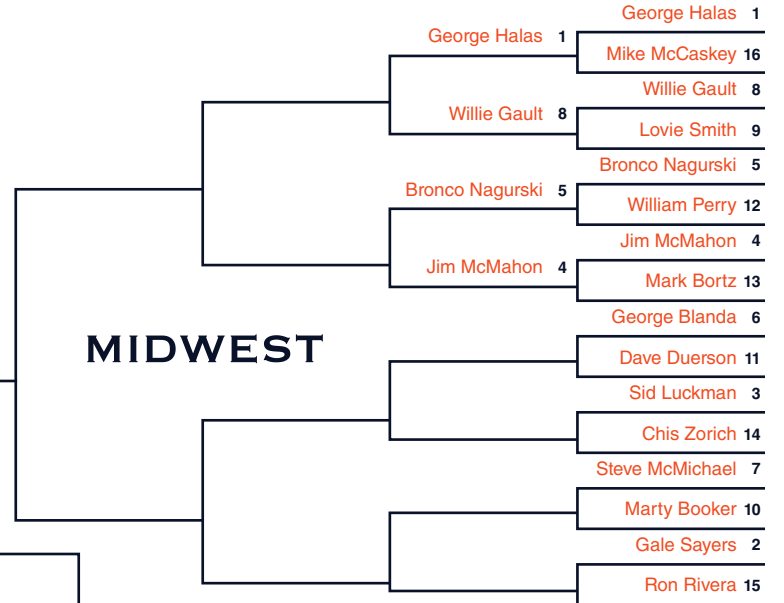 George Halas 1
George Halas 1
Mike McCaskey 16
Willie Gault 8
Willie Gault 8
Lovie Smith 9
Bronco Nagurski 5
Bronco Nagurski 5
William Perry 12
Jim McMahon 4
Jim McMahon 4
Mark Bortz 13
George Blanda 6
MIDWEST
Dave Duerson 11
Sid Luckman 3
Chis Zorich 14
Steve McMichael 7
Marty Booker 10
Gale Sayers 2
Ron Rivera 15